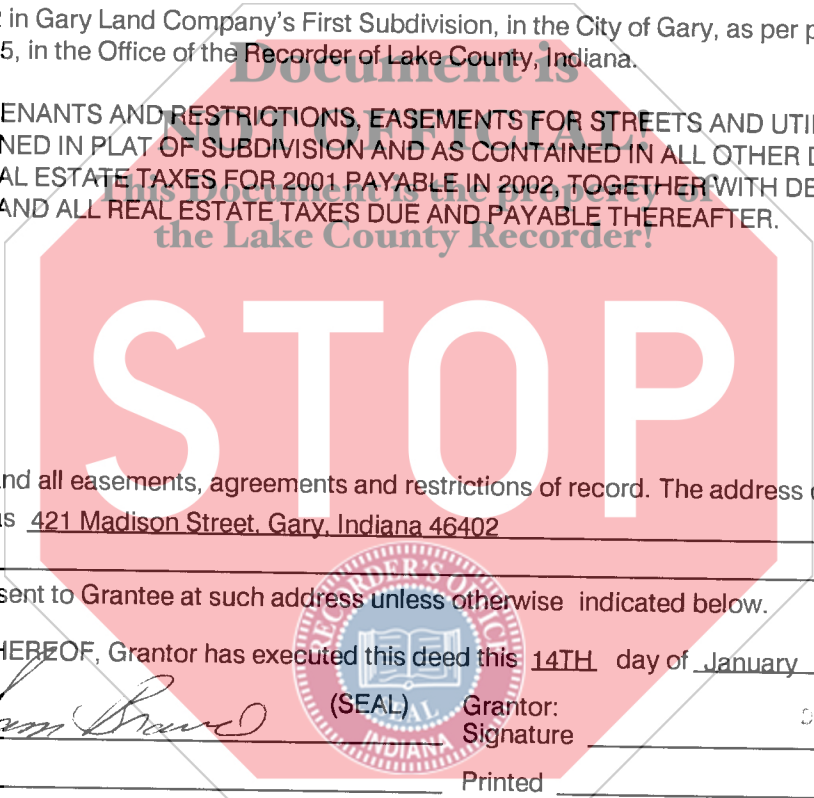 in Gary Land Company's First Subdivision, in the City of Gary, as per
5, in the Office of the Recorder of Lake County, Indiana.
Document is
NOT OFFICIAL!
This Document is the property of
the Lake County Recorder!
ENANTS AND RESTRICTIONS, EASEMENTS FOR STREETS AND UTI
NED IN PLAT OF SUBDIVISION AND AS CONTAINED IN ALL OTHER
AL ESTATE TAXES FOR 2001 PAYABLE IN 2002, TOGETHER WITH DE
AND ALL REAL ESTATE TAXES DUE AND PAYABLE THEREAFTER.
STOP
nd all easements, agreements and restrictions of record. The address
s 421 Madison Street, Gary, Indiana 46402
sent to Grantee at such address unless otherwise indicated below.
HEREOF, Grantor has executed this deed this 14TH day of January
(SEAL) Grantor:
Signature
Printed
RECORDER'S OFFICE
SEAL
INDIANA